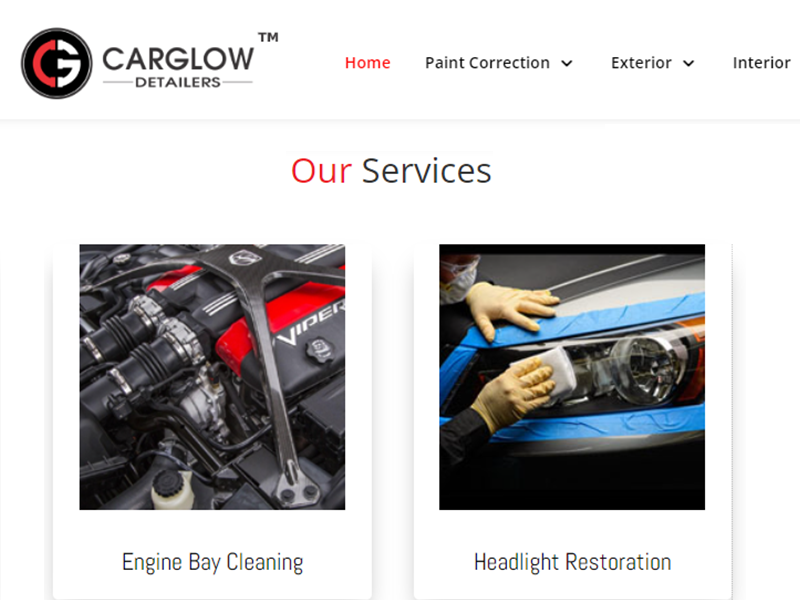 CG
CARGLOW™
DETAILERS
Home Paint Correction Exterior Interior
Our Services
VIPER
Engine Bay Cleaning
Headlight Restoration